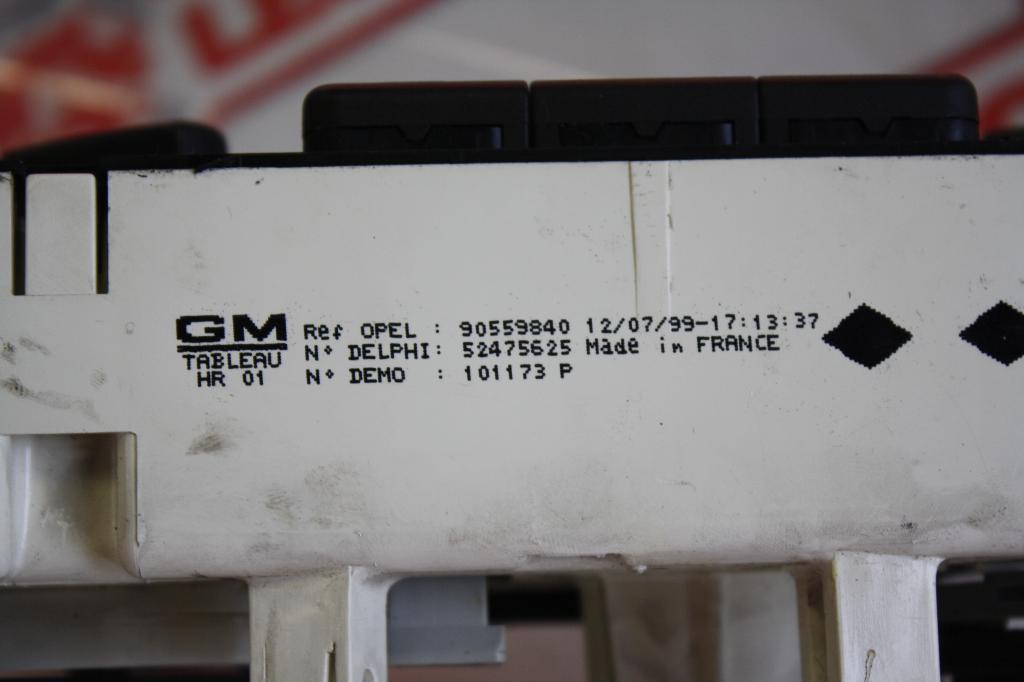 GM
TABLEAU
HR 01
Ref OPEL : 90559840 12/07/99-17:13:37
N° DELPHI: 52475625 Made in FRANCE
N° DEMO : 101173 P